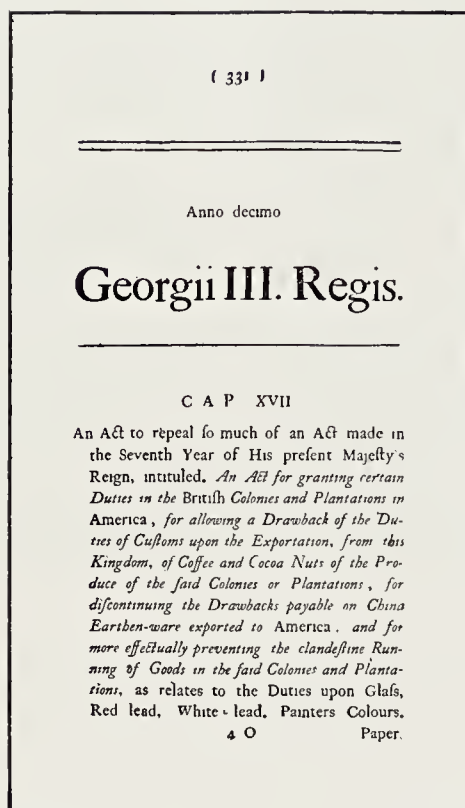 ( 331 )
Anno decimo
Georgii III. Regis.
CAP XVII
An Act to repeal ſo much of an Act made in
the Seventh Year of His preſent Majeſty's
Reign, intituled. An Act for granting certain
Duties in the Britiſh Colonies and Plantations in
America, for allowing a Drawback of the Du-
ties of Cuſtoms upon the Exportation, from this
Kingdom, of Coffee and Cocoa Nuts of the Pro-
duce of the ſaid Colonies or Plantations, for
diſcontinuing the Drawbacks payable on China
Earthen-ware exported to America. and for
more effectually preventing the clandeſtine Run-
ning of Goods in the ſaid Colonies and Planta-
tions, as relates to the Duties upon Glaſs,
Red lead, White lead. Painters Colours.
4 O Paper.